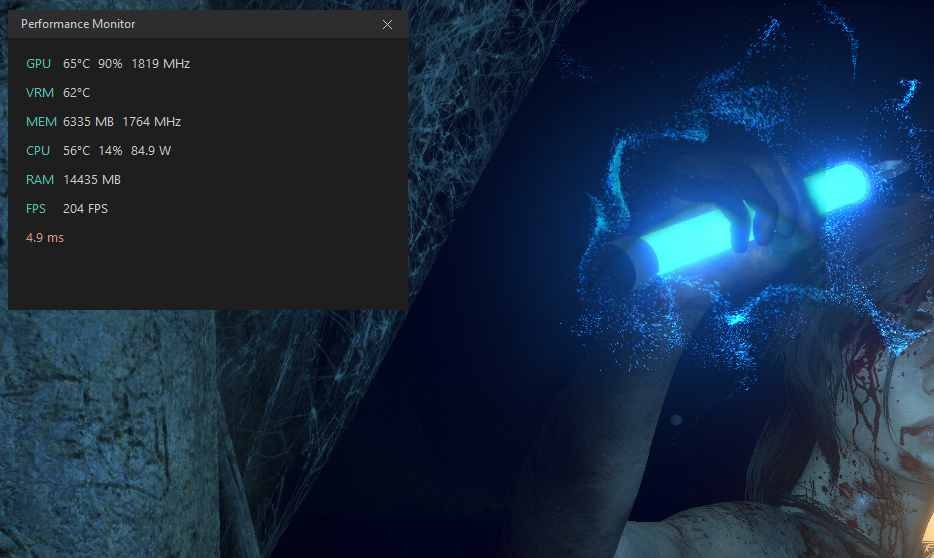 Performance Monitor
GPU 65°C 90% 1819 MHz
VRM 62°C
MEM 6335 MB 1764 MHz
CPU 56°C 14% 84.9 W
RAM 14435 MB
FPS 204 FPS
4.9 ms